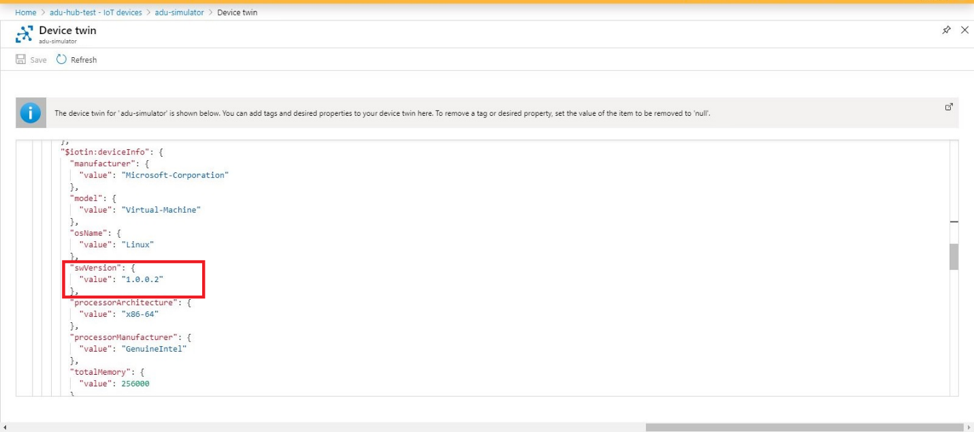 Home > adu-hub-test - IoT devices > adu-simulator > Device twin
Device twin
adu-simulator
Save Refresh
The device twin for 'adu-simulator' is shown below. You can add tags and desired properties to your device twin here. To remove a tag or desired property, set the value of the item to be removed to 'null'.
},
"$iotin:deviceInfo": {
"manufacturer": {
"value": "Microsoft-Corporation"
},
"model": {
"value": "Virtual-Machine"
},
"osName": {
"value": "Linux"
},
"swVersion": {
"value": "1.0.0.2"
},
"processorArchitecture": {
"value": "x86-64"
},
"processorManufacturer": {
"value": "GenuineIntel"
},
"totalMemory": {
"value": 256000
}